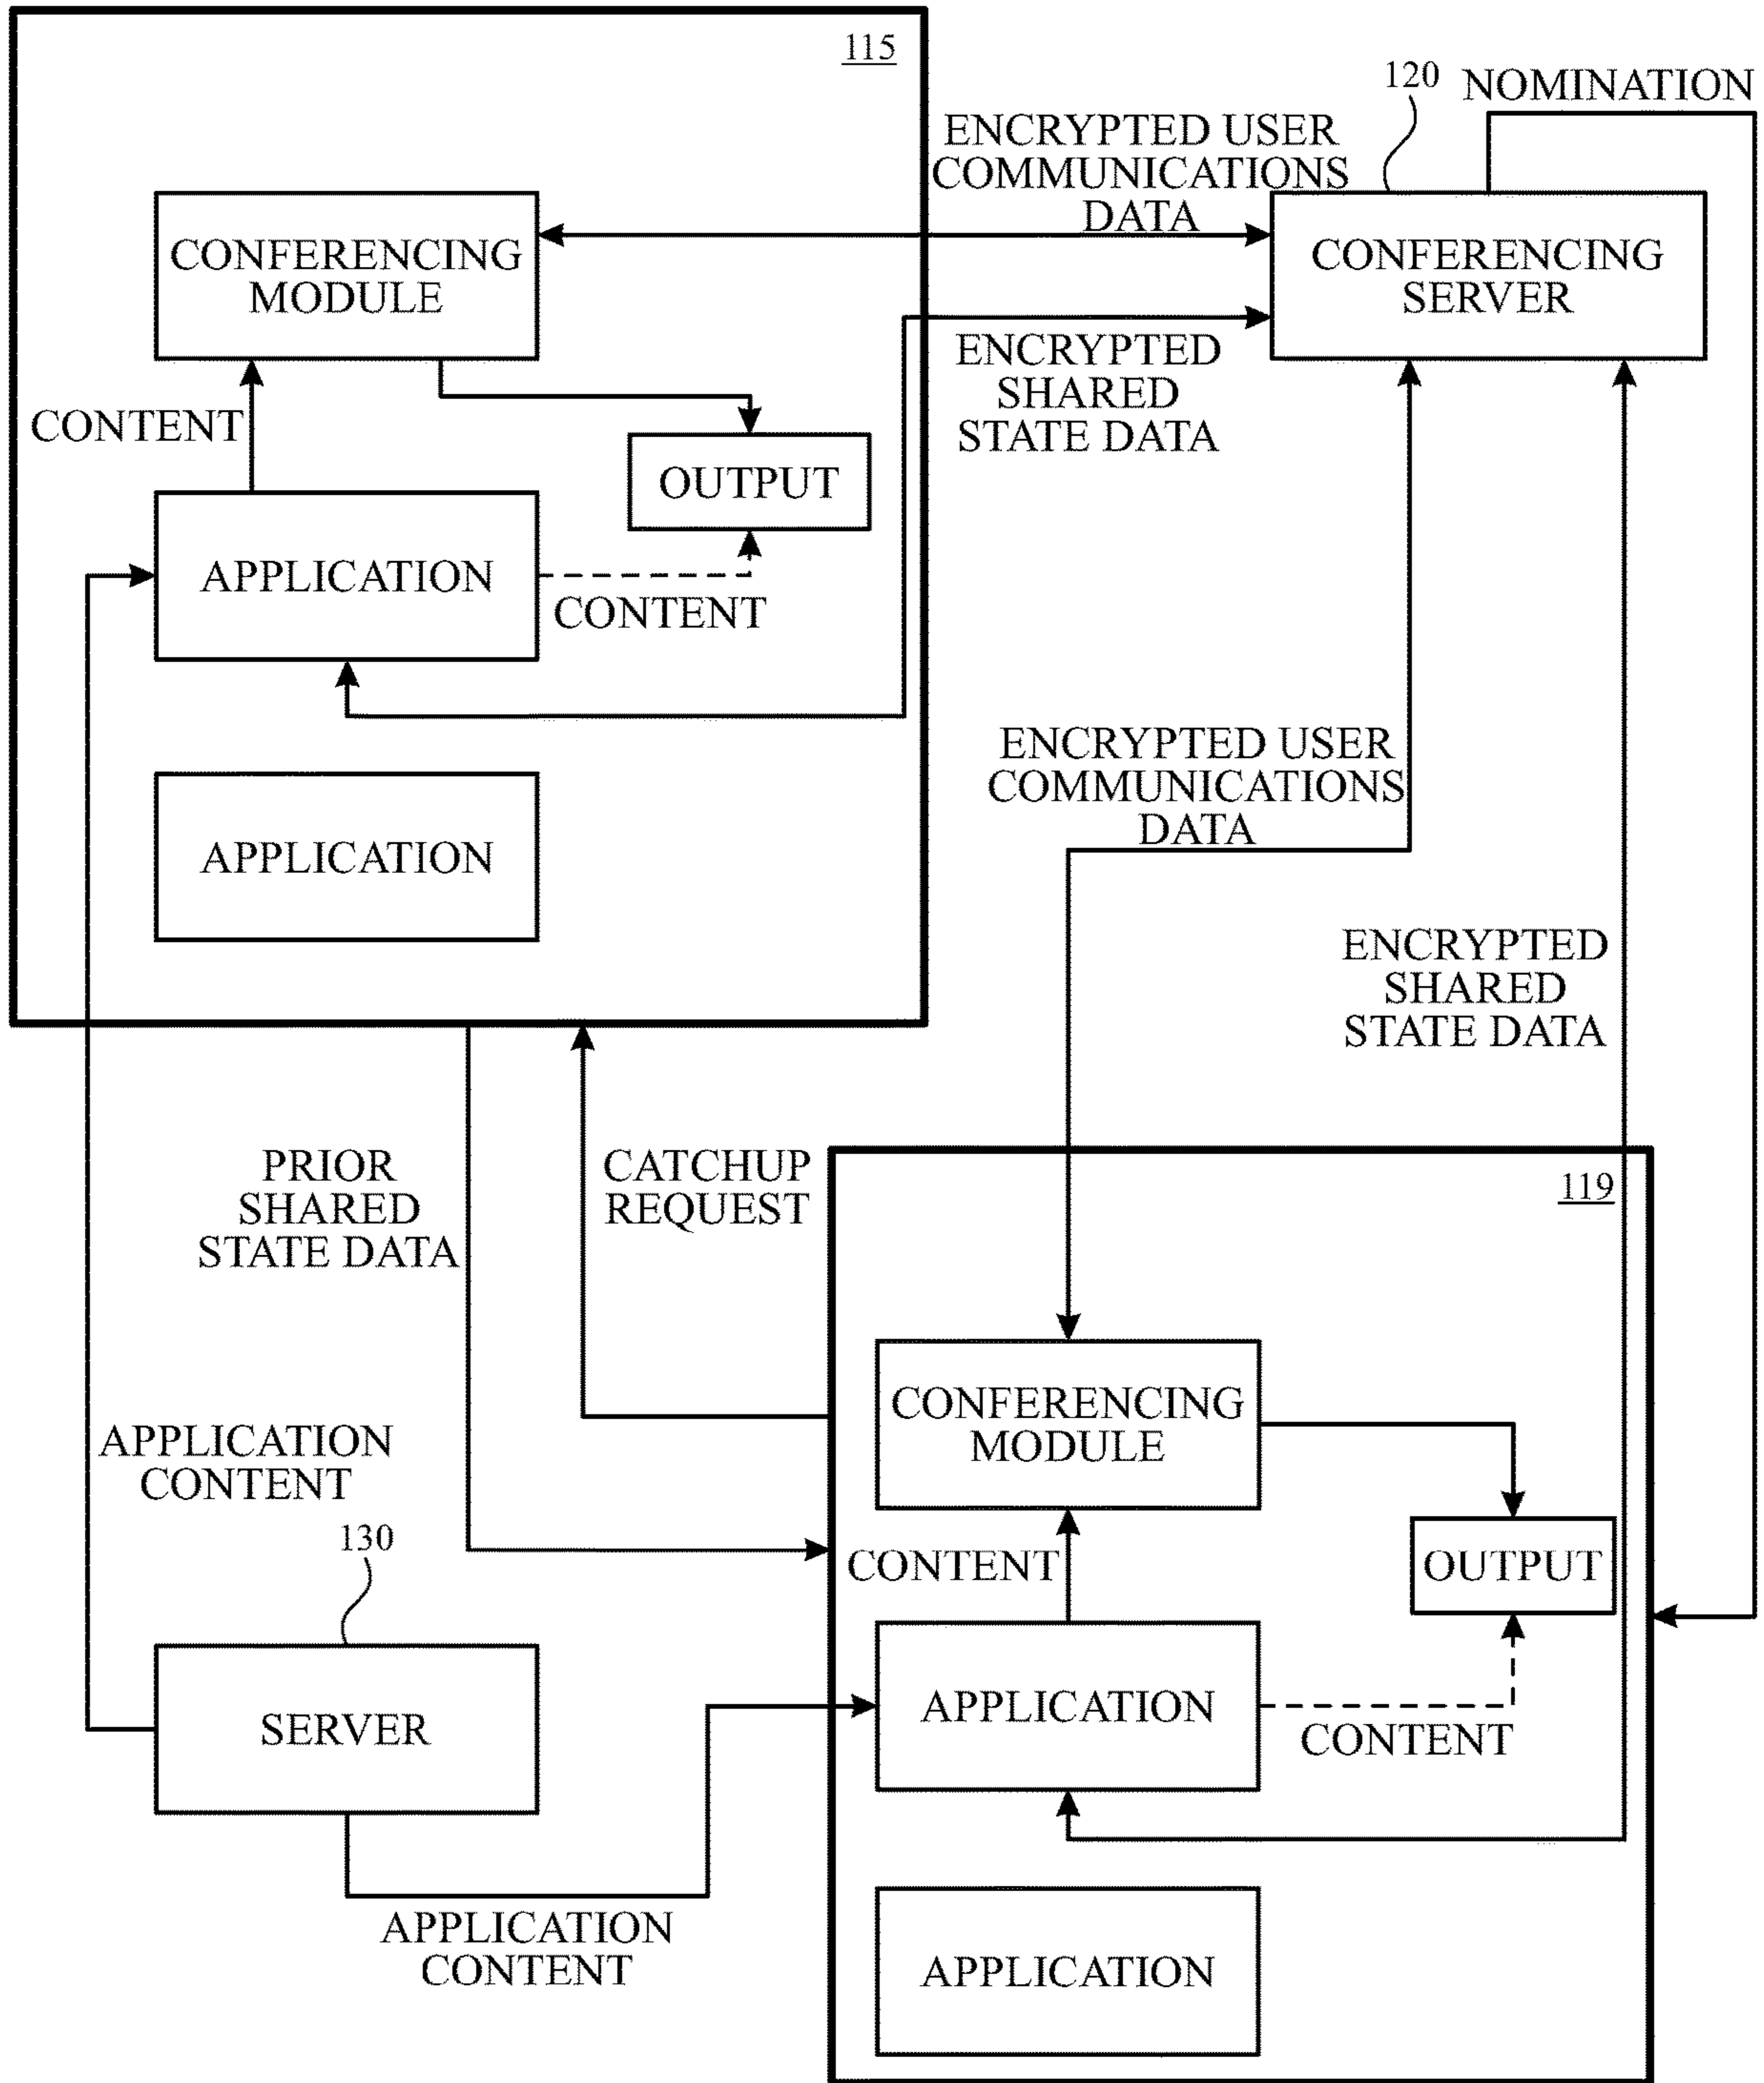 115
120
NOMINATION
ENCRYPTED USER
COMMUNICATIONS
DATA
CONFERENCING
MODULE
CONFERENCING
SERVER
ENCRYPTED
SHARED
STATE DATA
CONTENT
OUTPUT
APPLICATION
CONTENT
ENCRYPTED USER
COMMUNICATIONS
DATA
APPLICATION
ENCRYPTED
SHARED
STATE DATA
PRIOR
SHARED
STATE DATA
CATCHUP
REQUEST
119
CONFERENCING
MODULE
APPLICATION
CONTENT
130
CONTENT
OUTPUT
SERVER
APPLICATION
CONTENT
APPLICATION
CONTENT
APPLICATION